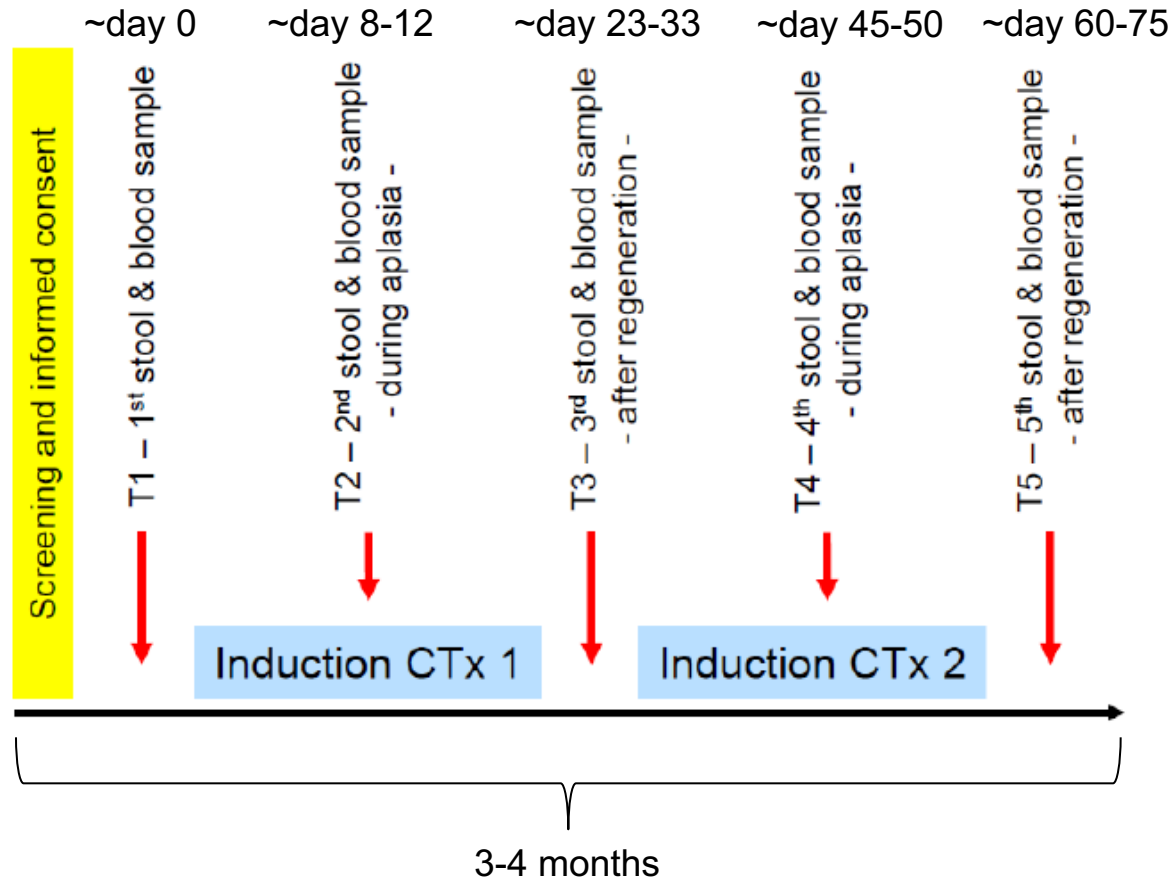 ~day 0
~day 8-12
~day 23-33
~day 45-50
~day 60-75
Screening and informed consent
T1 – 1st stool & blood sample
T2 – 2nd stool & blood sample
- during aplasia -
T3 – 3rd stool & blood sample
- after regeneration -
T4 – 4th stool & blood sample
- during aplasia -
T5 – 5th stool & blood sample
- after regeneration -
Induction CTx 1
Induction CTx 2
3-4 months